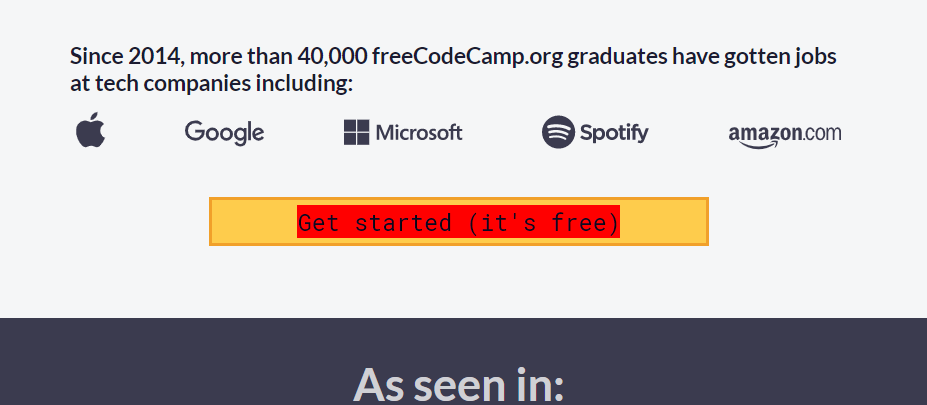 Since 2014, more than 40,000 freeCodeCamp.org graduates have gotten jobs
at tech companies including:
Google Microsoft Spotify amazon.com
Get started (it's free)
As seen in: